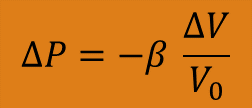 ΔP = −β ΔV / V₀